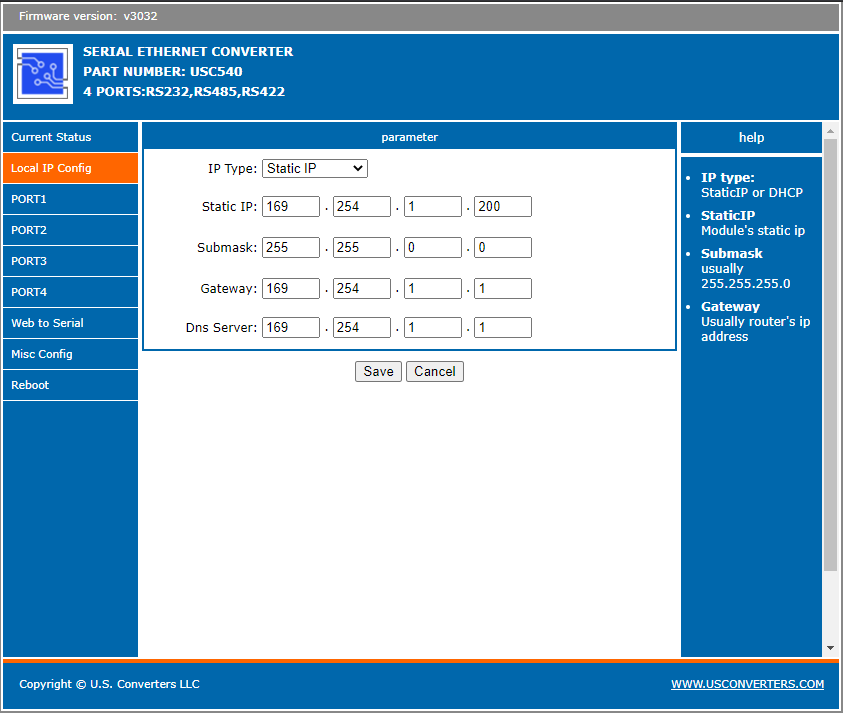 Firmware version: v3032
SERIAL ETHERNET CONVERTER
PART NUMBER: USC540
4 PORTS:RS232,RS485,RS422
Current Status
Local IP Config
PORT1
PORT2
PORT3
PORT4
Web to Serial
Misc Config
Reboot
parameter
IP Type: Static IP
Static IP: 169 . 254 . 1 . 200
Submask: 255 . 255 . 0 . 0
Gateway: 169 . 254 . 1 . 1
Dns Server: 169 . 254 . 1 . 1
Save Cancel
help
• IP type:
StaticIP or DHCP
• StaticIP
Module's static ip
• Submask
usually
255.255.255.0
• Gateway
Usually router's ip
address
Copyright © U.S. Converters LLC
WWW.USCONVERTERS.COM